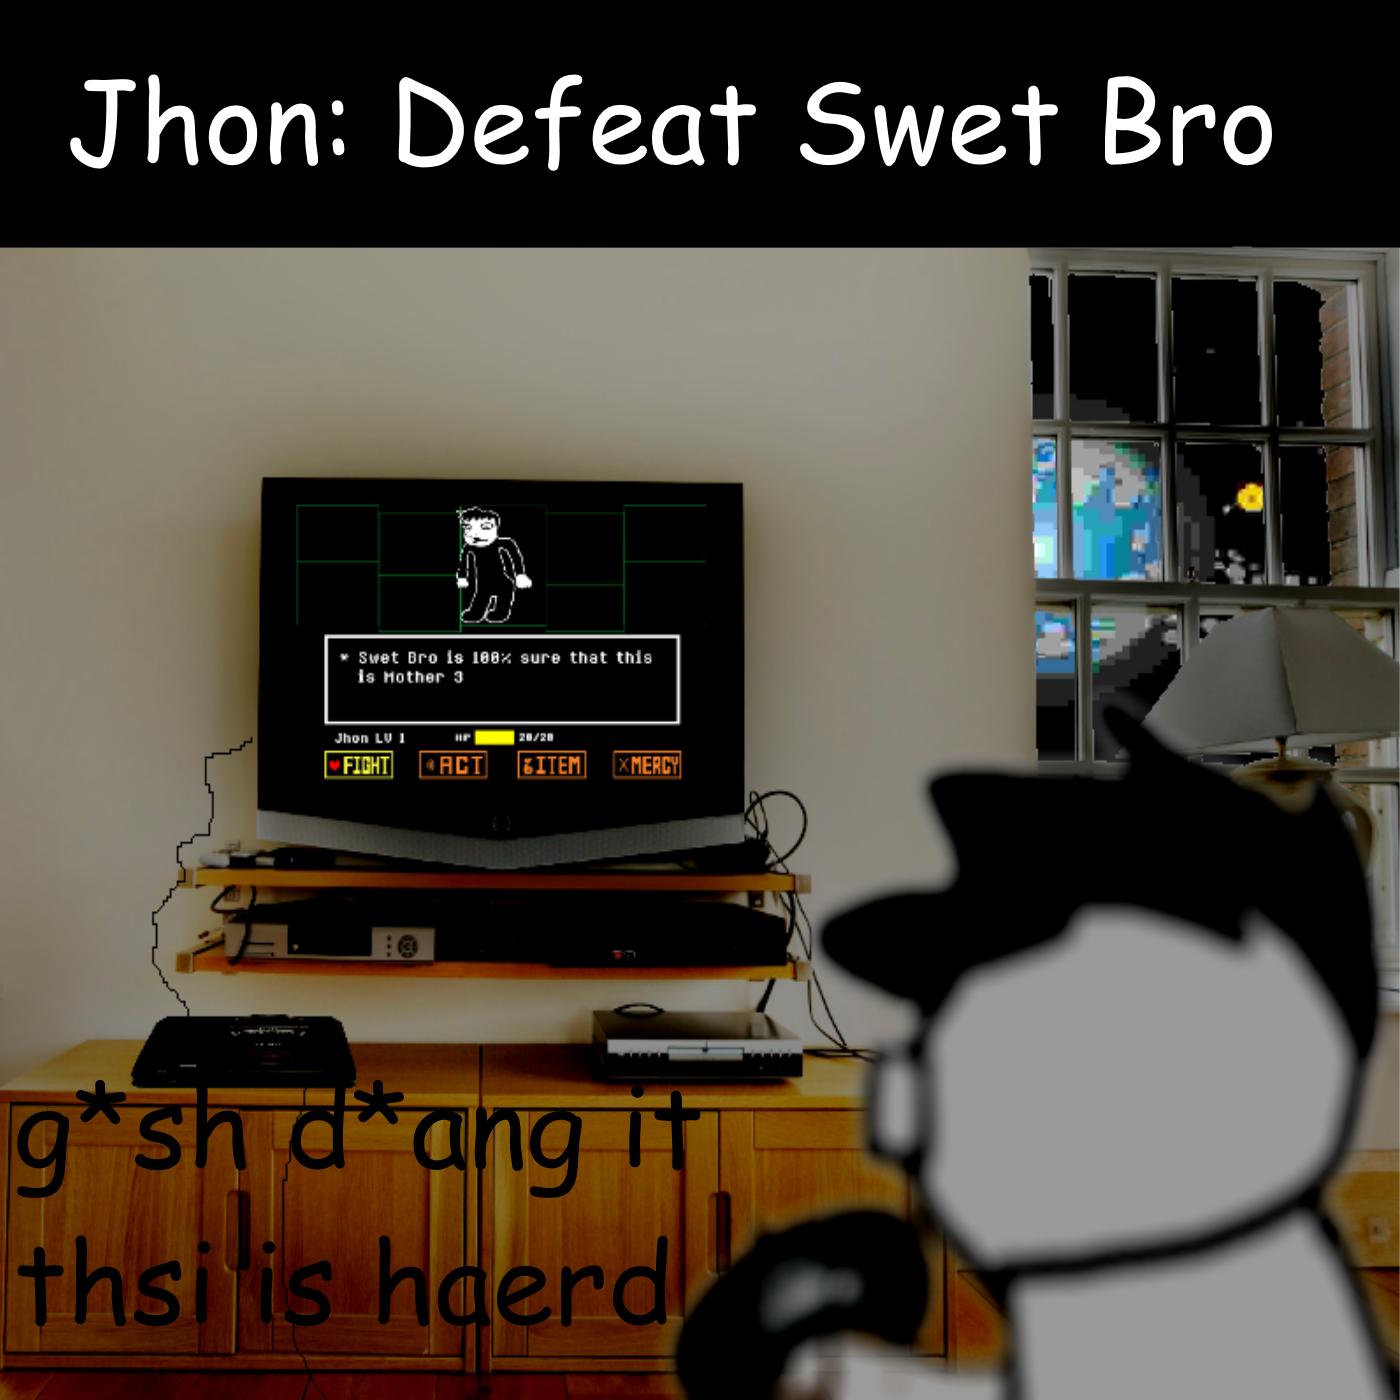 Jhon: Defeat Swet Bro
* Swet Bro is 100% sure that this
is Mother 3
Jhon LV 1 HP 20/20
FIGHT ACT ITEM MERCY
g*sh d*ang it
thsi is haerd